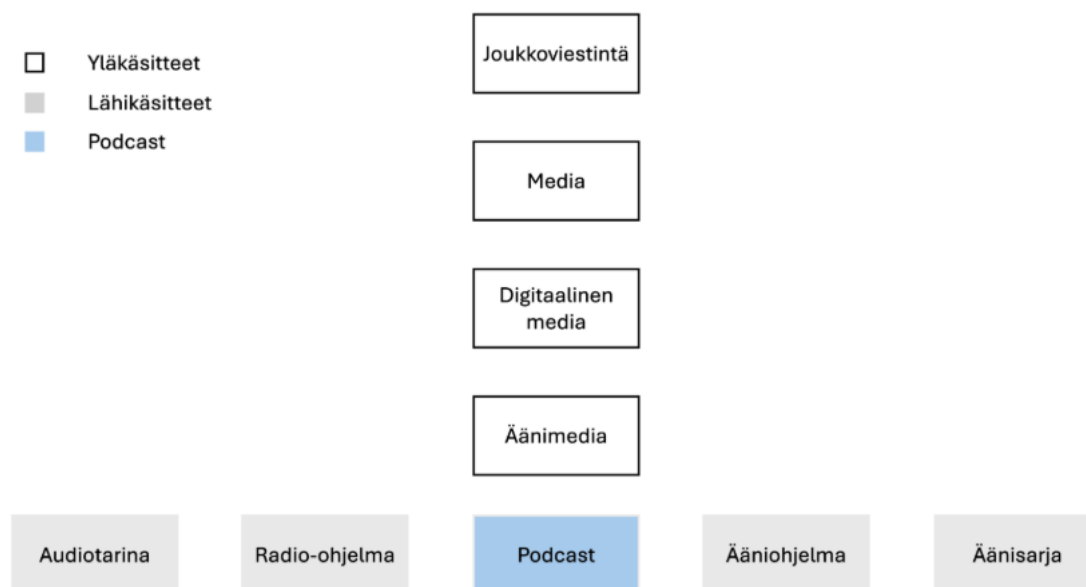 Yläkäsitteet
Lähikäsitteet
Podcast
Joukkoviestintä
Media
Digitaalinen
media
Äänimedia
Audiotarina
Radio-ohjelma
Podcast
Ääniohjelma
Äänisarja